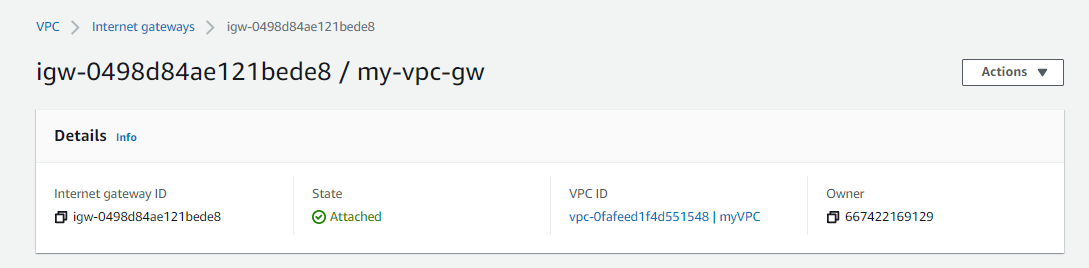 VPC Internet gateways igw-0498d84ae121bede8
igw-0498d84ae121bede8 / my-vpc-gw
Actions
Details Info
Internet gateway ID State VPC ID Owner
igw-0498d84ae121bede8 Attached vpc-0fafeed1f4d551548 | myVPC 667422169129